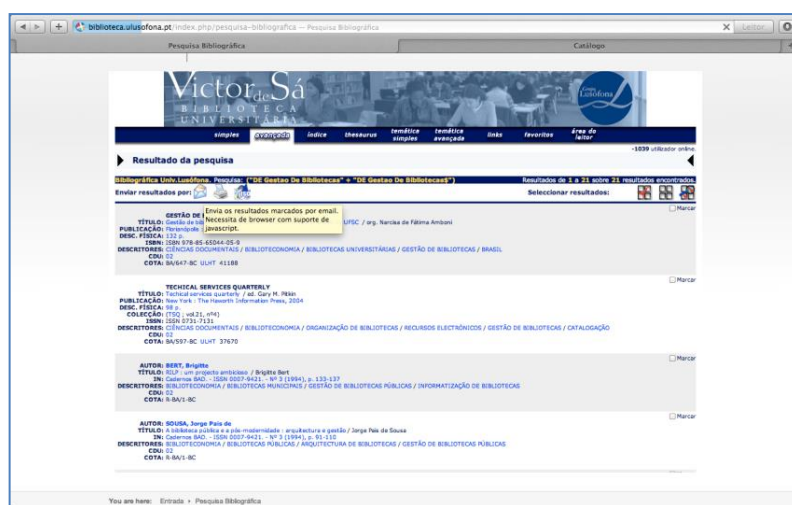 biblioteca.ulusofona.pt/index.php/pesquisa-bibliografica — Pesquisa Bibliográfica
Leitor
Pesquisa Bibliográfica
Catálogo
Victor de Sá
BIBLIOTECA
UNIVERSITÁRIA
Grupo
Lusófona
simples avançada índice thesaurus temática simples temática avançada links favoritos área do leitor
-1039 utilizador online.
Resultado da pesquisa
Bibliográfica Univ.Lusófona. Pesquisa: ("DE Gestao De Bibliotecas" + "DE Gestao De Bibliotecas$") Resultados de 1 a 21 sobre 21 resultados encontrados.
Enviar resultados por: Seleccionar resultados:
Envia os resultados marcados por email.
Necessita de browser com suporte de
javascript.
Marcar
GESTÃO DE
TÍTULO: Gestão de UFSC / org. Narcisa de Fátima Amboni
PUBLICAÇÃO: Florianópolis
DESC. FÍSICA: 132 p.
ISBN: ISBN 978-85-65044-05-9
DESCRITORES: CIÊNCIAS DOCUMENTAIS / BIBLIOTECONOMIA / BIBLIOTECAS UNIVERSITÁRIAS / GESTÃO DE BIBLIOTECAS / BRASIL
CDU: 02
COTA: BA/647-BC ULHT 41188
Marcar
TECHICAL SERVICES QUARTERLY
TÍTULO: Techical services quarterly / ed. Gary M. Pitkin
PUBLICAÇÃO: New York : The Haworth Information Press, 2004
DESC. FÍSICA: 98 p.
COLECÇÃO: (TSQ ; vol.21, nº4)
ISSN: ISSN 0731-7131
DESCRITORES: CIÊNCIAS DOCUMENTAIS / BIBLIOTECONOMIA / ORGANIZAÇÃO DE BIBLIOTECAS / RECURSOS ELECTRÓNICOS / GESTÃO DE BIBLIOTECAS / CATALOGAÇÃO
CDU: 02
COTA: BA/597-BC ULHT 37670
Marcar
AUTOR: BERT, Brigitte
TÍTULO: RILP : um projecto ambicioso / Brigitte Bert
IN: Cadernos BAD. - ISSN 0007-9421. - Nº 3 (1994), p. 133-137
DESCRITORES: BIBLIOTECONOMIA / BIBLIOTECAS MUNICIPAIS / GESTÃO DE BIBLIOTECAS PÚBLICAS / INFORMATIZAÇÃO DE BIBLIOTECAS
CDU: 02
COTA: R-BA/1-BC
Marcar
AUTOR: SOUSA, Jorge Pais de
TÍTULO: A biblioteca pública e a pós-modernidade : arquitectura e gestão / Jorge Pais de Sousa
IN: Cadernos BAD. - ISSN 0007-9421. - Nº 3 (1994), p. 91-110
DESCRITORES: BIBLIOTECONOMIA / BIBLIOTECAS PÚBLICAS / ARQUITECTURA DE BIBLIOTECAS / GESTÃO DE BIBLIOTECAS PÚBLICAS
CDU: 02
COTA: R-BA/1-BC
You are here: Entrada › Pesquisa Bibliográfica